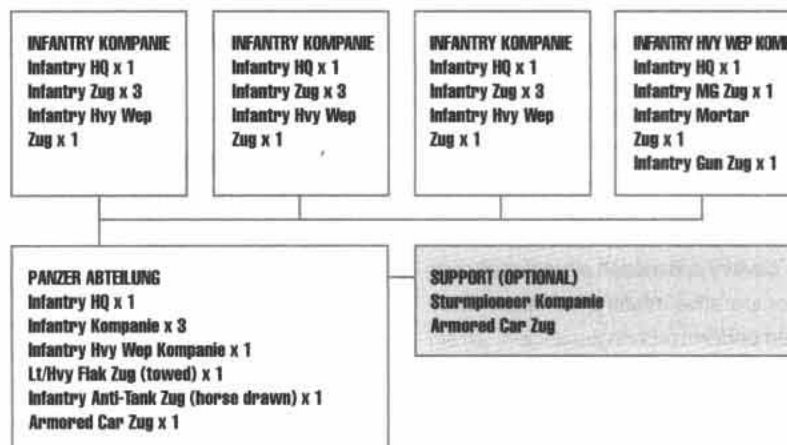 INFANTRY KOMPANIE
Infantry HQ x 1
Infantry Zug x 3
Infantry Hvy Wep
Zug x 1
INFANTRY KOMPANIE
Infantry HQ x 1
Infantry Zug x 3
Infantry Hvy Wep
Zug x 1
INFANTRY KOMPANIE
Infantry HQ x 1
Infantry Zug x 3
Infantry Hvy Wep
Zug x 1
INFANTRY HVY WEP
Infantry HQ x 1
Infantry MG Zug x 1
Infantry Mortar
Zug x 1
Infantry Gun Zug x 1
PANZER ABTEILUNG
Infantry HQ x 1
Infantry Kompanie x 3
Infantry Hvy Wep Kompanie x 1
Lt/Hvy Flak Zug (towed) x 1
Infantry Anti-Tank Zug (horse drawn) x 1
Armored Car Zug x 1
SUPPORT (OPTIONAL)
Sturmpioneer Kompanie
Armored Car Zug